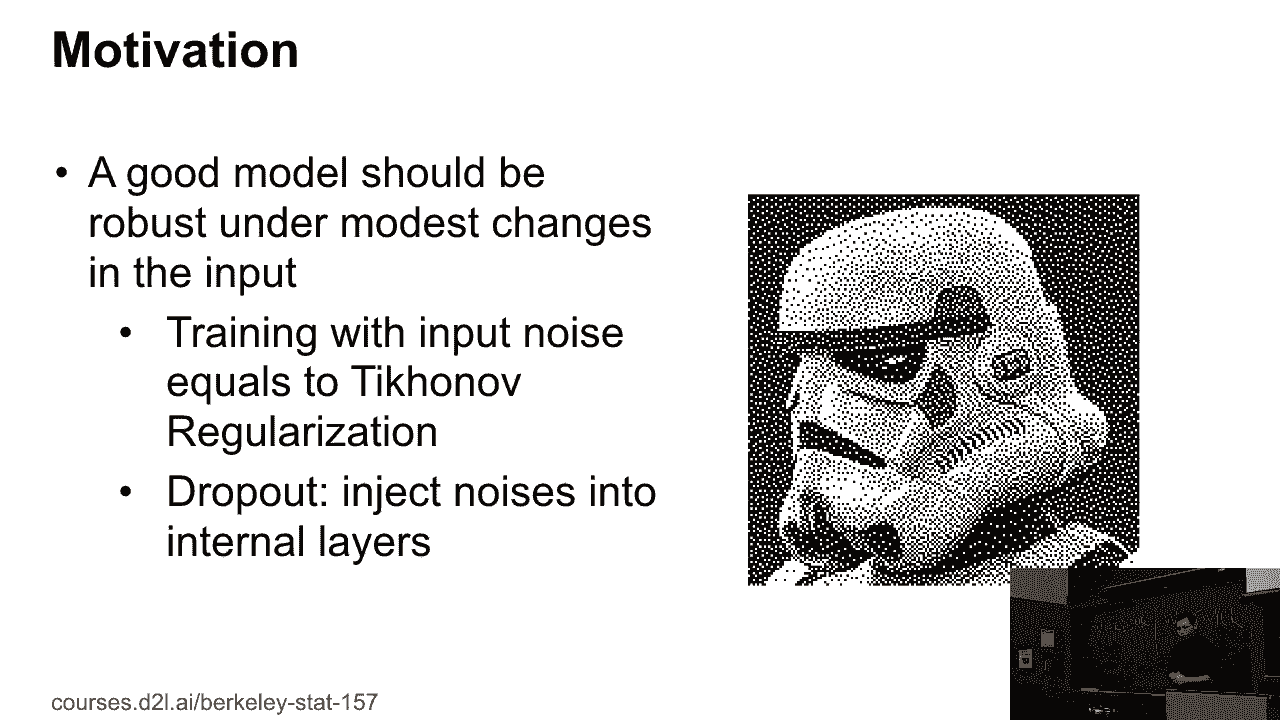 Motivation
• A good model should be
robust under modest changes
in the input
• Training with input noise
equals to Tikhonov
Regularization
• Dropout: inject noises into
internal layers
courses.d2l.ai/berkeley-stat-157